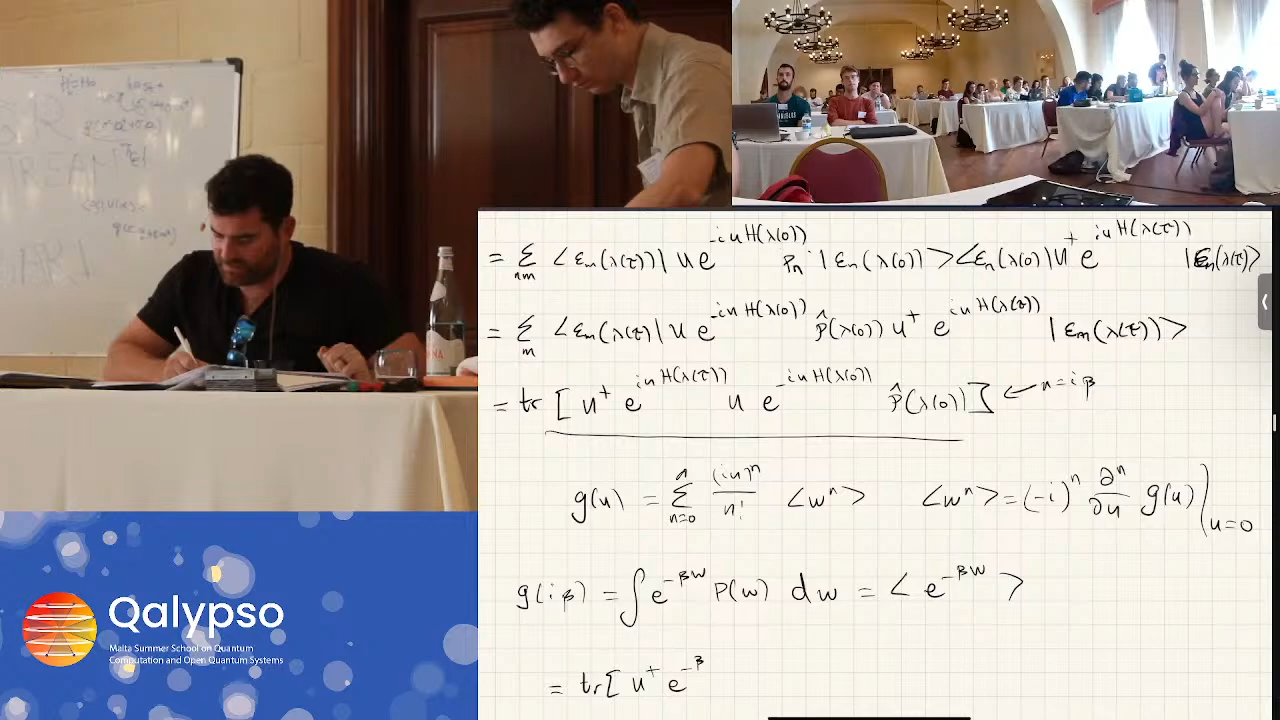 = Σ_{nm} <ε_m(λ(τ))| u e^{-iuH(λ(0))} P_n · |ε_n(λ(0))><ε_n(λ(0))| u^+ e^{iuH(λ(τ))} |ε_m(λ(τ)>
= Σ_m <ε_m(λ(τ)| u e^{-iuH(λ(0))} p̂(λ(0)) u^+ e^{iuH(λ(τ))} |ε_m(λ(τ))>
= tr [ u^+ e^{iuH(λ(τ))} u e^{-iuH(λ(0))} p̂(λ(0)) ] ← u=iβ
g(u) = Σ_{n=0}^{n} (iu)^n / n! <w^n>   <w^n> = (-i)^n ∂^n/∂u^n g(u) |_{u=0}
g(iβ) = ∫ e^{-βw} P(w) dw = < e^{-βw} >
= tr[ u^+ e^{-β}
Qalypso
Malta Summer School on Quantum
Computation and Open Quantum Systems